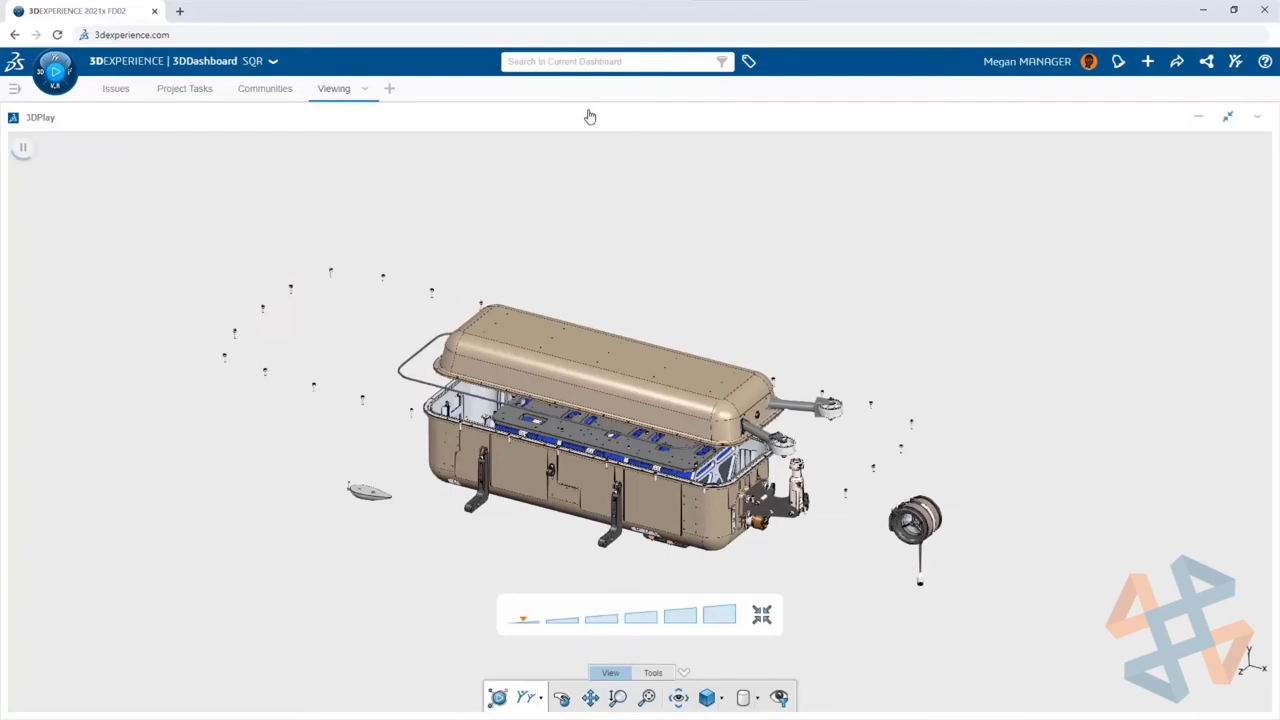 3DEXPERIENCE 2021x FD02
3dexperience.com
3DEXPERIENCE | 3DDashboard SQR
Search In Current Dashboard
Megan MANAGER
3D
V.R
Issues
Project Tasks
Communities
Viewing
3DPlay
View
Tools
Y
X
Z